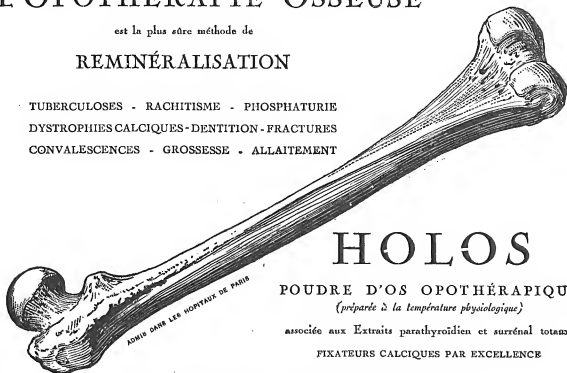 L'OPOTHÉRAPIE OSSEUSE
est la plus sûre méthode de
REMINÉRALISATION
TUBERCULOSES - RACHITISME - PHOSPHATURIE
DYSTROPHIES CALCIQUES - DENTITION - FRACTURES
CONVALESCENCES - GROSSESSE - ALLAITEMENT
ADMIS DANS LES HOPITAUX DE PARIS
HOLOS
POUDRE D'OS OPOTHÉRAPIQU
(préparée à la température physiologique)
associée aux Extraits parathyroïdien et surrénal totaux
FIXATEURS CALCIQUES PAR EXCELLENCE